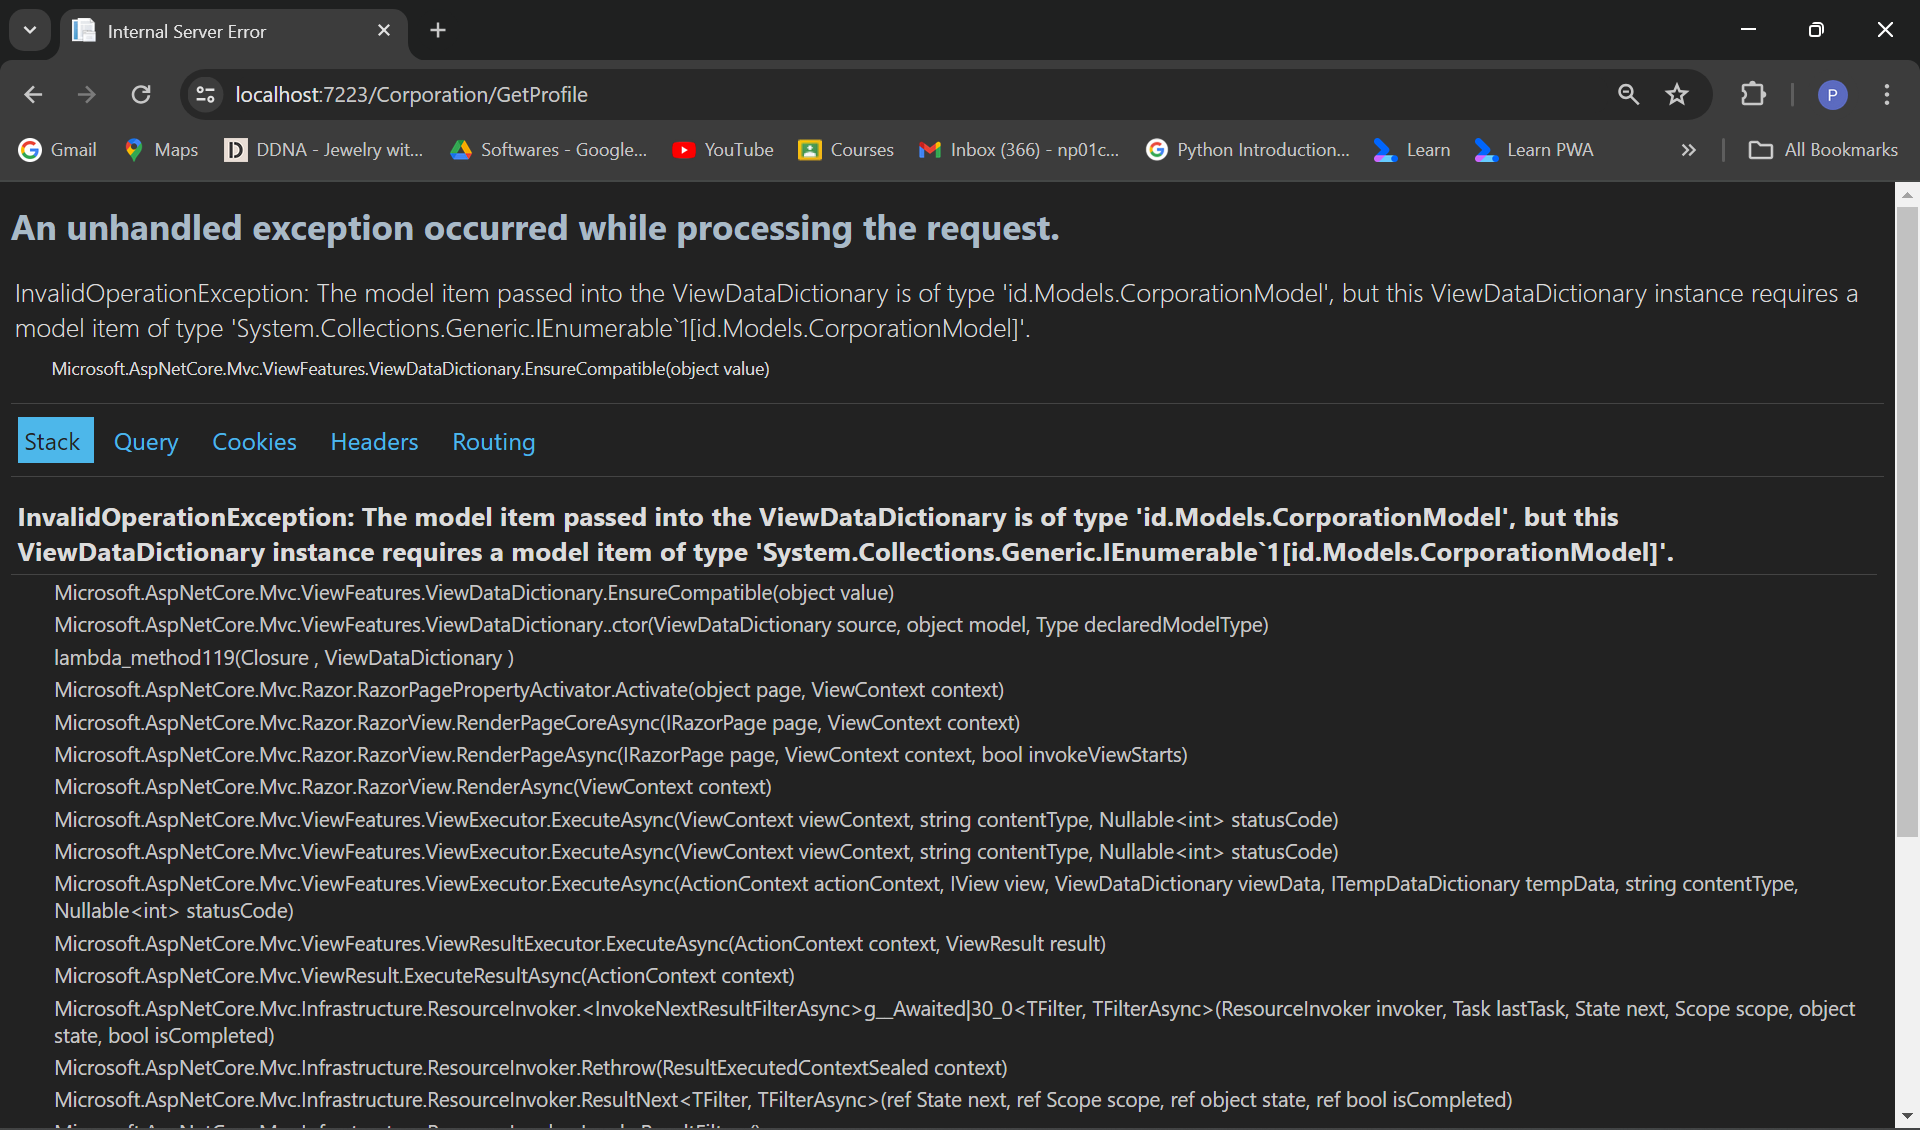 Internal Server Error
localhost:7223/Corporation/GetProfile
P
Gmail
Maps
DDNA - Jewelry wit...
Softwares - Google...
YouTube
Courses
Inbox (366) - np01c...
Python Introduction...
Learn
Learn PWA
All Bookmarks
An unhandled exception occurred while processing the request.
InvalidOperationException: The model item passed into the ViewDataDictionary is of type 'id.Models.CorporationModel', but this ViewDataDictionary instance requires a
model item of type 'System.Collections.Generic.IEnumerable`1[id.Models.CorporationModel]'.
Microsoft.AspNetCore.Mvc.ViewFeatures.ViewDataDictionary.EnsureCompatible(object value)
Stack Query Cookies Headers Routing
InvalidOperationException: The model item passed into the ViewDataDictionary is of type 'id.Models.CorporationModel', but this
ViewDataDictionary instance requires a model item of type 'System.Collections.Generic.IEnumerable`1[id.Models.CorporationModel]'.
Microsoft.AspNetCore.Mvc.ViewFeatures.ViewDataDictionary.EnsureCompatible(object value)
Microsoft.AspNetCore.Mvc.ViewFeatures.ViewDataDictionary..ctor(ViewDataDictionary source, object model, Type declaredModelType)
lambda_method119(Closure , ViewDataDictionary )
Microsoft.AspNetCore.Mvc.Razor.RazorPagePropertyActivator.Activate(object page, ViewContext context)
Microsoft.AspNetCore.Mvc.Razor.RazorView.RenderPageCoreAsync(IRazorPage page, ViewContext context)
Microsoft.AspNetCore.Mvc.Razor.RazorView.RenderPageAsync(IRazorPage page, ViewContext context, bool invokeViewStarts)
Microsoft.AspNetCore.Mvc.Razor.RazorView.RenderAsync(ViewContext context)
Microsoft.AspNetCore.Mvc.ViewFeatures.ViewExecutor.ExecuteAsync(ViewContext viewContext, string contentType, Nullable<int> statusCode)
Microsoft.AspNetCore.Mvc.ViewFeatures.ViewExecutor.ExecuteAsync(ViewContext viewContext, string contentType, Nullable<int> statusCode)
Microsoft.AspNetCore.Mvc.ViewFeatures.ViewExecutor.ExecuteAsync(ActionContext actionContext, IView view, ViewDataDictionary viewData, ITempDataDictionary tempData, string contentType,
Nullable<int> statusCode)
Microsoft.AspNetCore.Mvc.ViewFeatures.ViewResultExecutor.ExecuteAsync(ActionContext context, ViewResult result)
Microsoft.AspNetCore.Mvc.ViewResult.ExecuteResultAsync(ActionContext context)
Microsoft.AspNetCore.Mvc.Infrastructure.ResourceInvoker.<InvokeNextResultFilterAsync>g__Awaited|30_0<TFilter, TFilterAsync>(ResourceInvoker invoker, Task lastTask, State next, Scope scope, object
state, bool isCompleted)
Microsoft.AspNetCore.Mvc.Infrastructure.ResourceInvoker.Rethrow(ResultExecutedContextSealed context)
Microsoft.AspNetCore.Mvc.Infrastructure.ResourceInvoker.ResultNext<TFilter, TFilterAsync>(ref State next, ref Scope scope, ref object state, ref bool isCompleted)